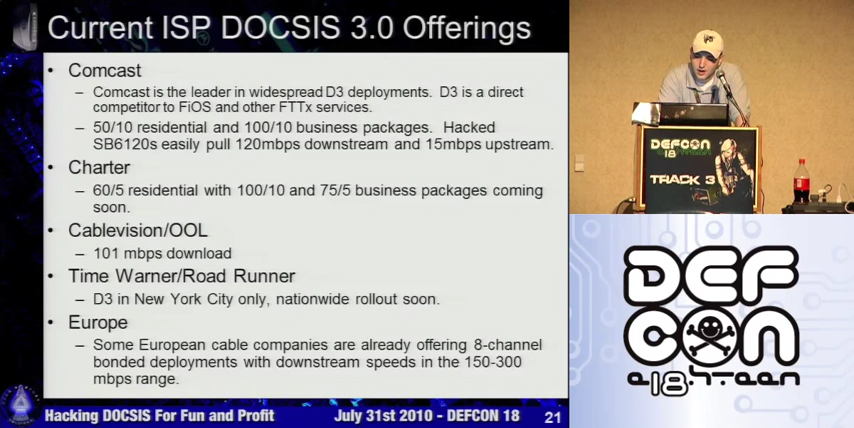 Current ISP DOCSIS 3.0 Offerings
• Comcast
– Comcast is the leader in widespread D3 deployments. D3 is a direct
competitor to FiOS and other FTTx services.
– 50/10 residential and 100/10 business packages. Hacked
SB6120s easily pull 120mbps downstream and 15mbps upstream.
• Charter
– 60/5 residential with 100/10 and 75/5 business packages coming
soon.
• Cablevision/OOL
– 101 mbps download
• Time Warner/Road Runner
– D3 in New York City only, nationwide rollout soon.
• Europe
– Some European cable companies are already offering 8-channel
bonded deployments with downstream speeds in the 150-300
mbps range.
Hacking DOCSIS For Fun and Profit July 31st 2010 - DEFCON 18 21
DEFCON
18
TRACK 3
DEF
CON
e18h.teen